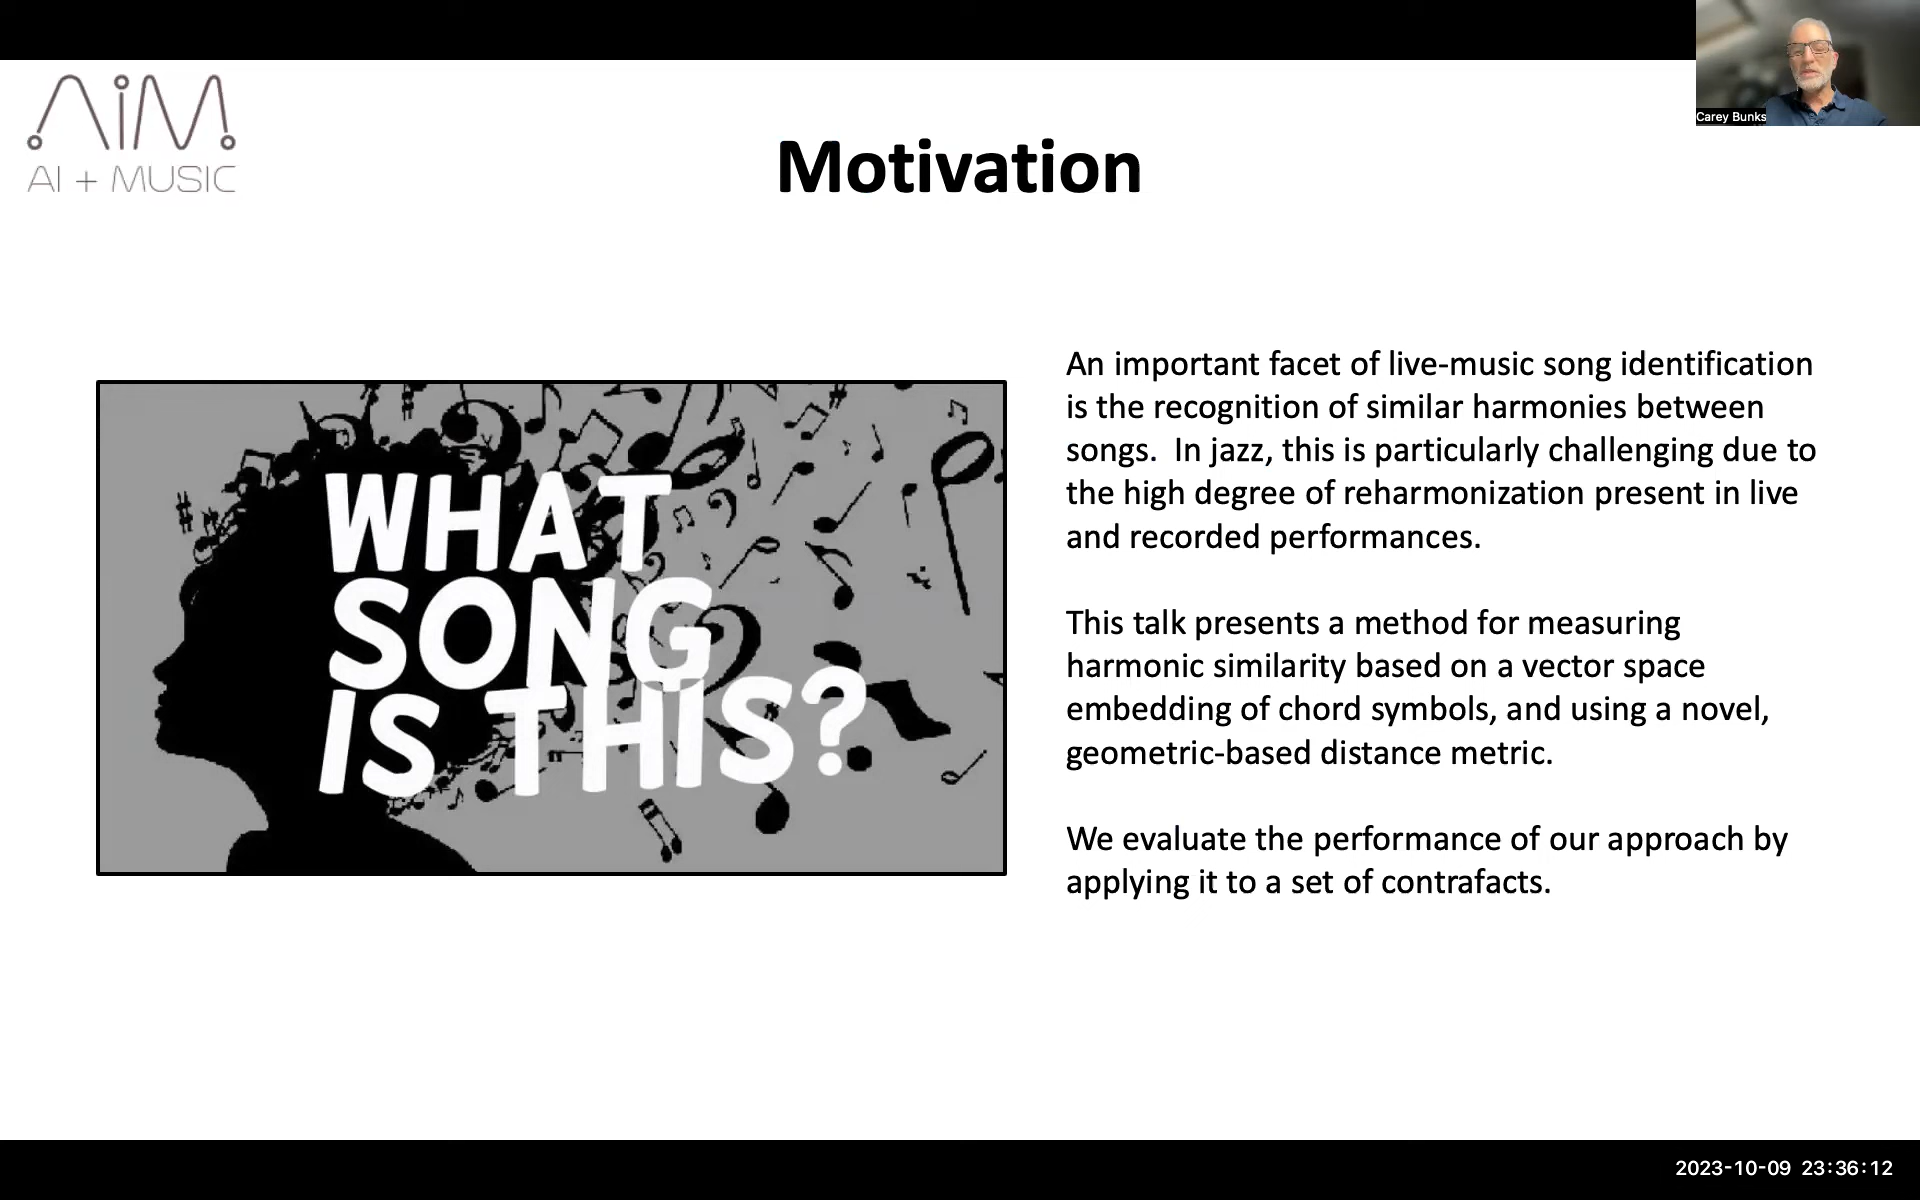 Carey Bunks
AiM
AI + MUSIC
Motivation
WHAT
SONG
IS THIS?
An important facet of live-music song identification
is the recognition of similar harmonies between
songs. In jazz, this is particularly challenging due to
the high degree of reharmonization present in live
and recorded performances.
This talk presents a method for measuring
harmonic similarity based on a vector space
embedding of chord symbols, and using a novel,
geometric-based distance metric.
We evaluate the performance of our approach by
applying it to a set of contrafacts.
2023-10-09 23:36:12